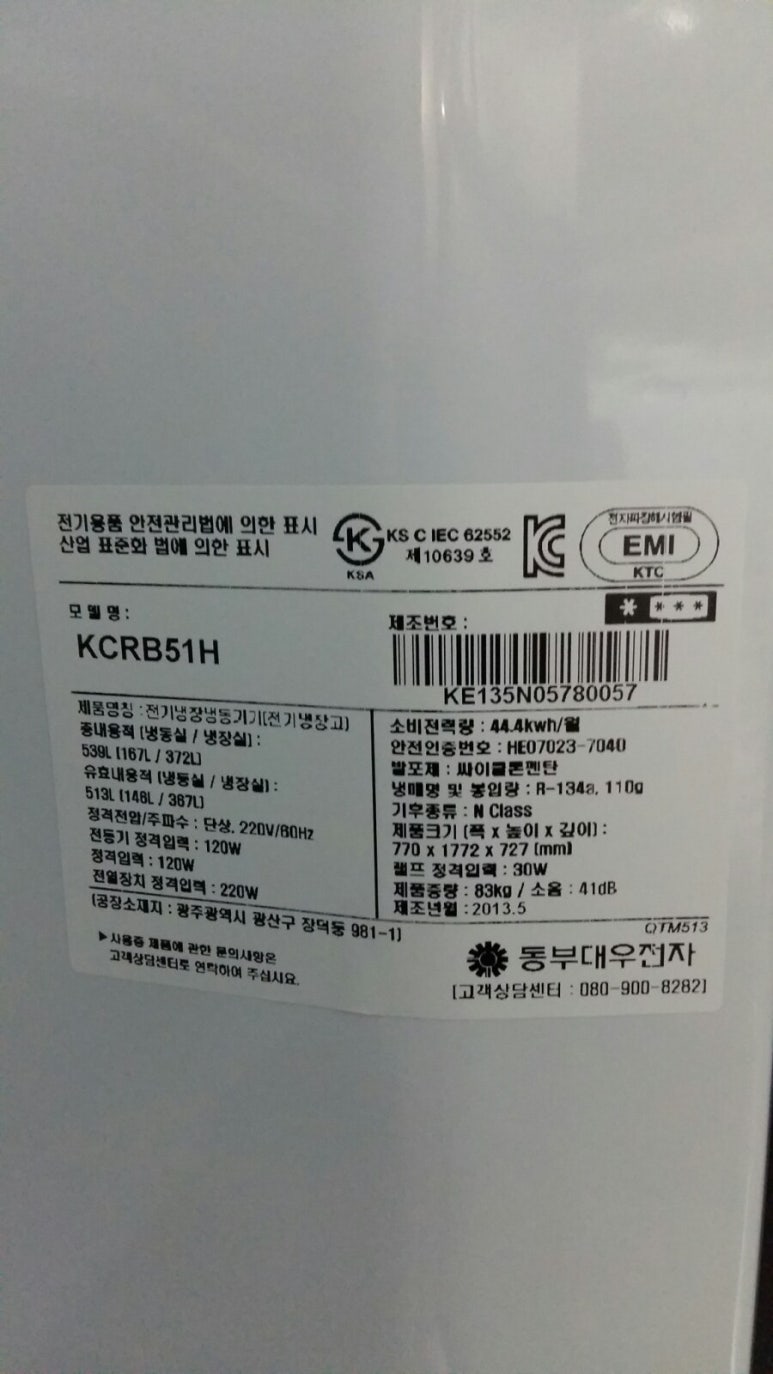 전기용품 안전관리법에 의한 표시
산업 표준화 법에 의한 표시
K
KSA
KS C IEC 62552
제10639호
KC
전자파장해시험필
EMI
KTC
* ***
모델명:
KCRB51H
제조번호 :
KE135N05780057
제품명칭 : 전기냉장냉동기기(전기냉장고)
총내용적 (냉동실 / 냉장실) :
539L (167L / 372L)
유효내용적 (냉동실 / 냉장실) :
513L (146L / 367L)
정격전압/주파수 : 단상, 220V/60Hz
전동기 정격입력 : 120W
정격입력 : 120W
전열장치 정격입력 : 220W
(공장소재지 : 광주광역시 광산구 장덕동 981-1)
▶사용중 제품에 관한 문의사항은
고객상담센터로 연락하여 주십시요.
소비전력량 : 44.4kwh/월
안전인증번호 : HE07023-7040
발포제 : 싸이클론펜탄
냉매명 및 봉입량 : R-134a, 110g
기후종류 : N Class
제품크기 (폭 x 높이 x 깊이) :
770 x 1772 x 727 (mm)
램프 정격입력 : 30W
제품중량 : 83kg / 소음 : 41dB
제조년월 : 2013.5
QTM513
동부대우전자
(고객상담센터 : 080-900-8282)